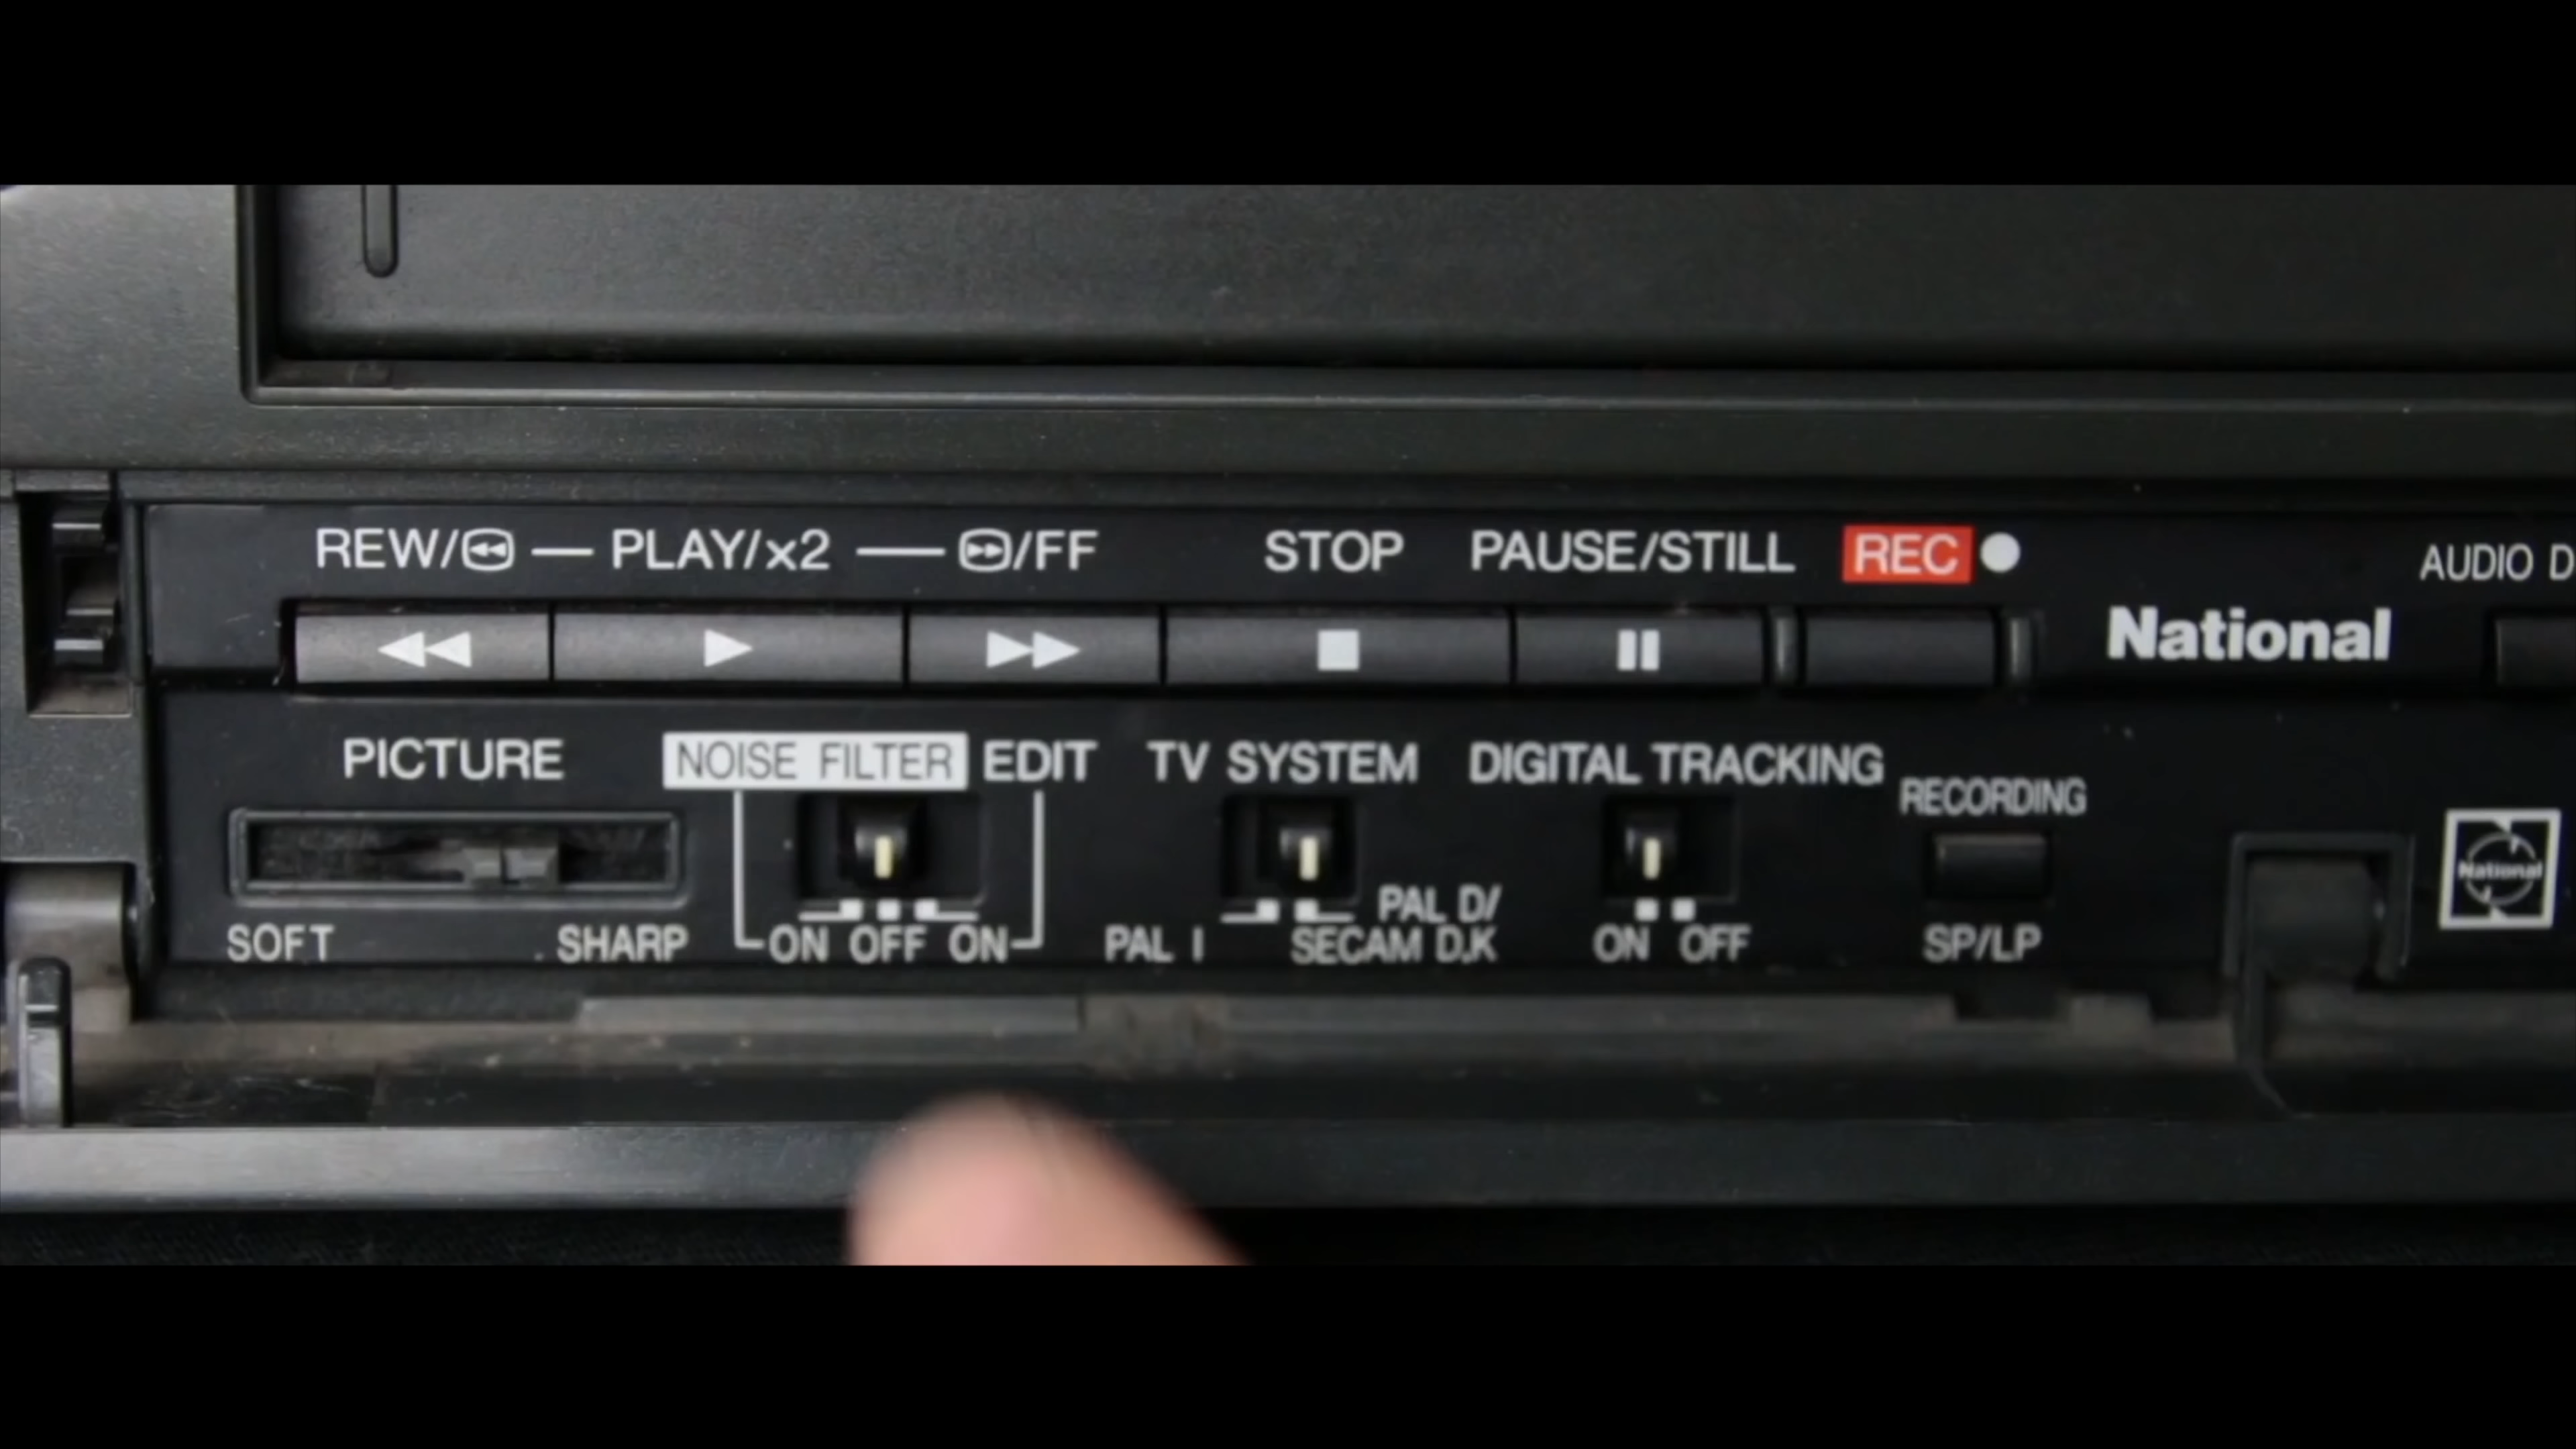 REW/ — PLAY/x2 — /FF STOP PAUSE/STILL REC
AUDIO D
National
PICTURE NOISE FILTER EDIT TV SYSTEM DIGITAL TRACKING
RECORDING
National
PAL D/
SOFT SHARP ON OFF ON PAL I SECAM D.K ON OFF SP/LP